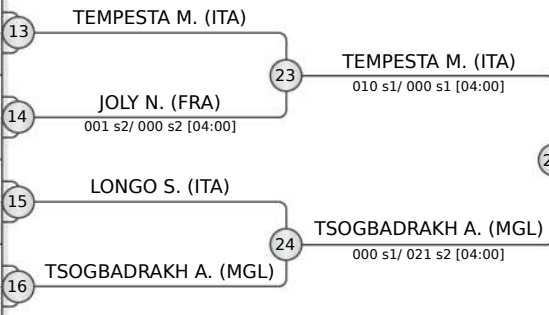 13
TEMPESTA M. (ITA)
23
TEMPESTA M. (ITA)
010 s1/ 000 s1 [04:00]
14
JOLY N. (FRA)
001 s2/ 000 s2 [04:00]
15
LONGO S. (ITA)
24
TSOGBADRAKH A. (MGL)
000 s1/ 021 s2 [04:00]
16
TSOGBADRAKH A. (MGL)